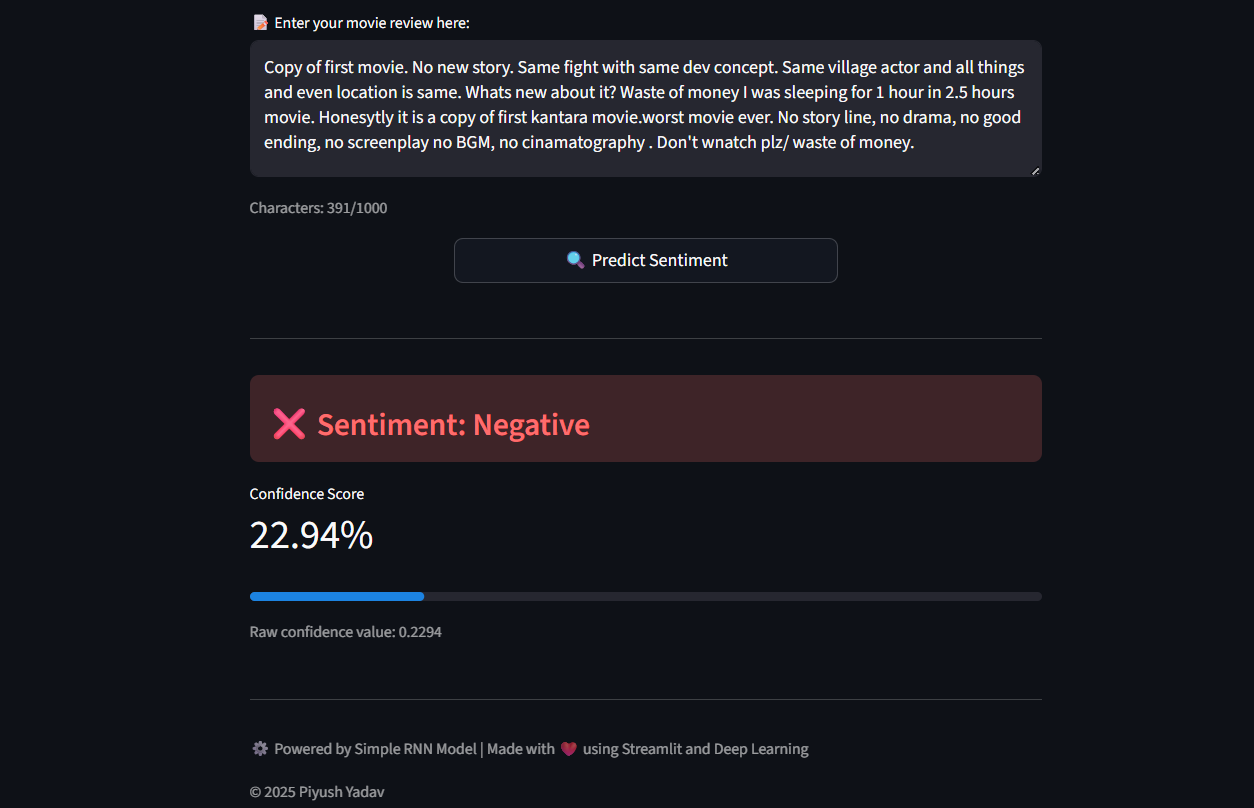 📝 Enter your movie review here:
Copy of first movie. No new story. Same fight with same dev concept. Same village actor and all things
and even location is same. Whats new about it? Waste of money I was sleeping for 1 hour in 2.5 hours
movie. Honesytly it is a copy of first kantara movie.worst movie ever. No story line, no drama, no good
ending, no screenplay no BGM, no cinamatography . Don't wnatch plz/ waste of money.
Characters: 391/1000
🔍 Predict Sentiment
❌ Sentiment: Negative
Confidence Score
22.94%
Raw confidence value: 0.2294
⚙️ Powered by Simple RNN Model | Made with ❤️ using Streamlit and Deep Learning
© 2025 Piyush Yadav